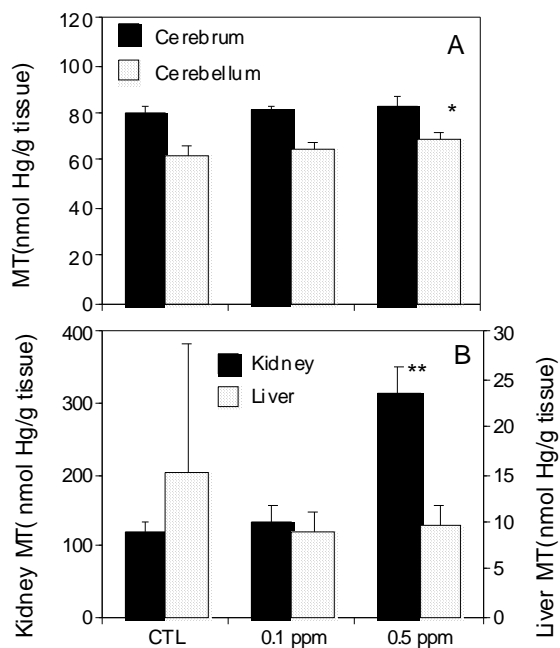 120
100
80
60
40
20
0
MT(nmol Hg/g tissue)
Cerebrum
Cerebellum
A
*
400
300
200
100
0
Kidney MT( nmol Hg/g tissue)
Kidney
Liver
B
**
30
25
20
15
10
5
0
Liver MT(nmol Hg/g tissue)
CTL 0.1 ppm 0.5 ppm